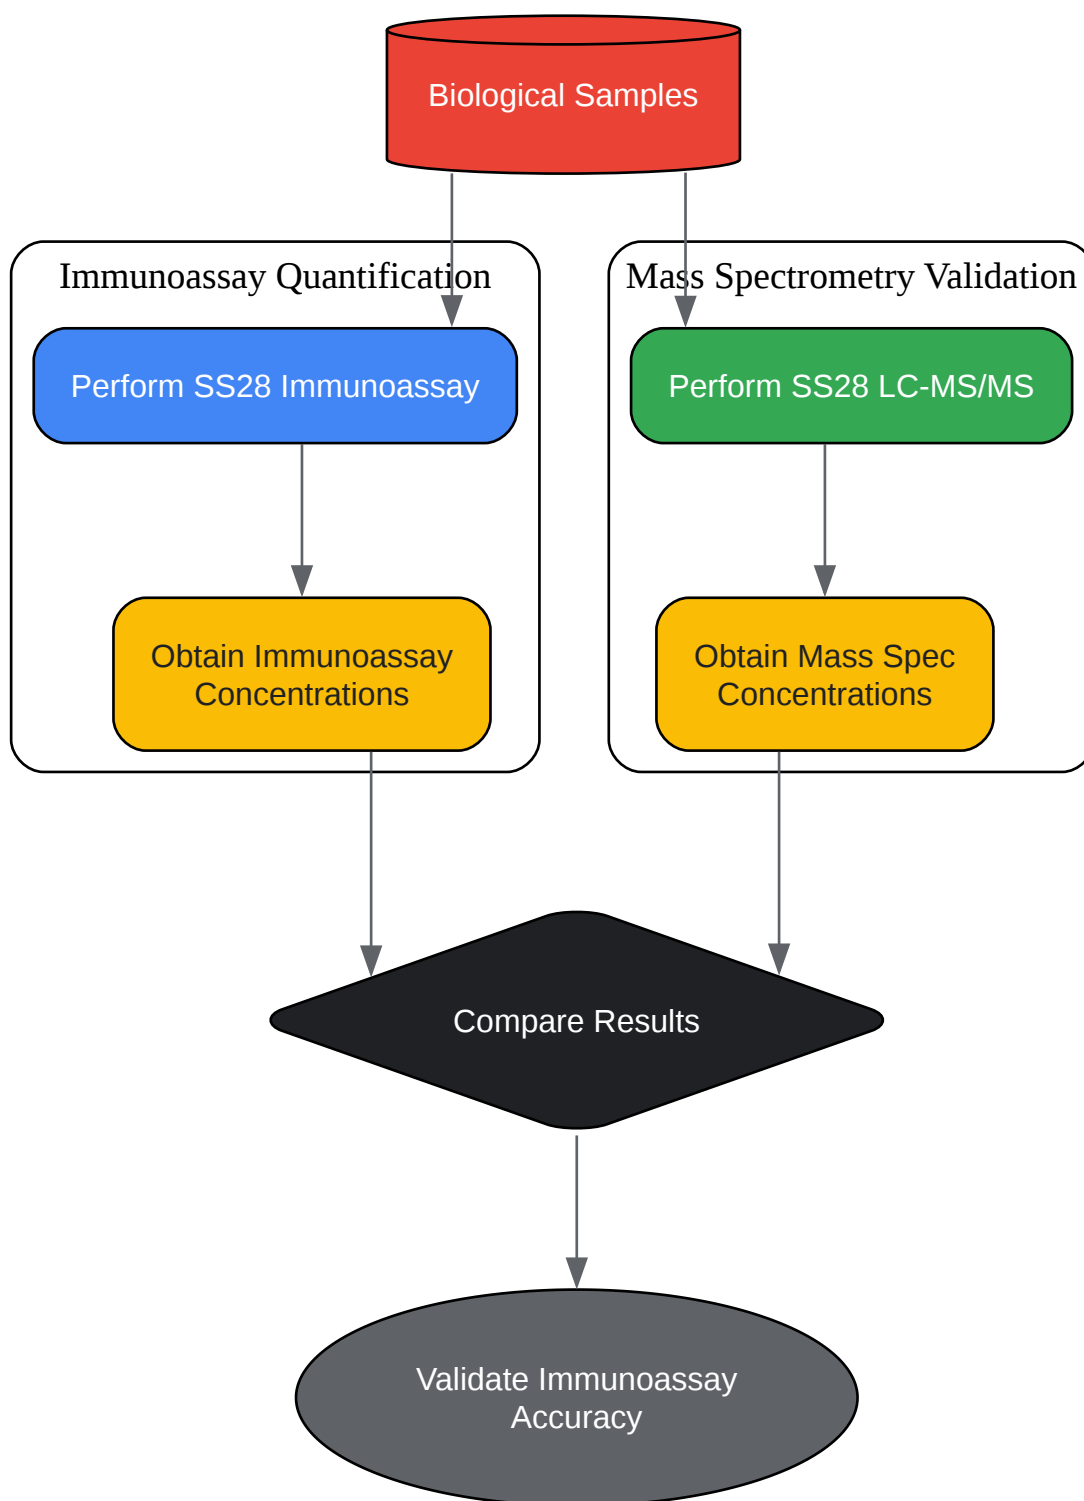 Biological Samples
Immunoassay Quantification
Mass Spectrometry Validation
Perform SS28 Immunoassay
Perform SS28 LC-MS/MS
Obtain Immunoassay
Concentrations
Obtain Mass Spec
Concentrations
Compare Results
Validate Immunoassay
Accuracy